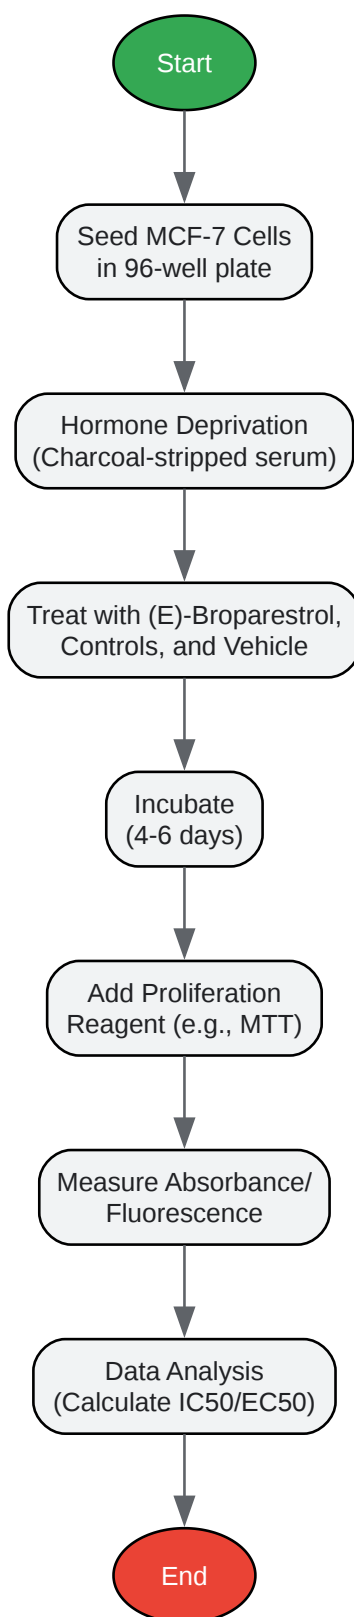 Start
Seed MCF-7 Cells
in 96-well plate
Hormone Deprivation
(Charcoal-stripped serum)
Treat with (E)-Broparestrol,
Controls, and Vehicle
Incubate
(4-6 days)
Add Proliferation
Reagent (e.g., MTT)
Measure Absorbance/
Fluorescence
Data Analysis
(Calculate IC50/EC50)
End